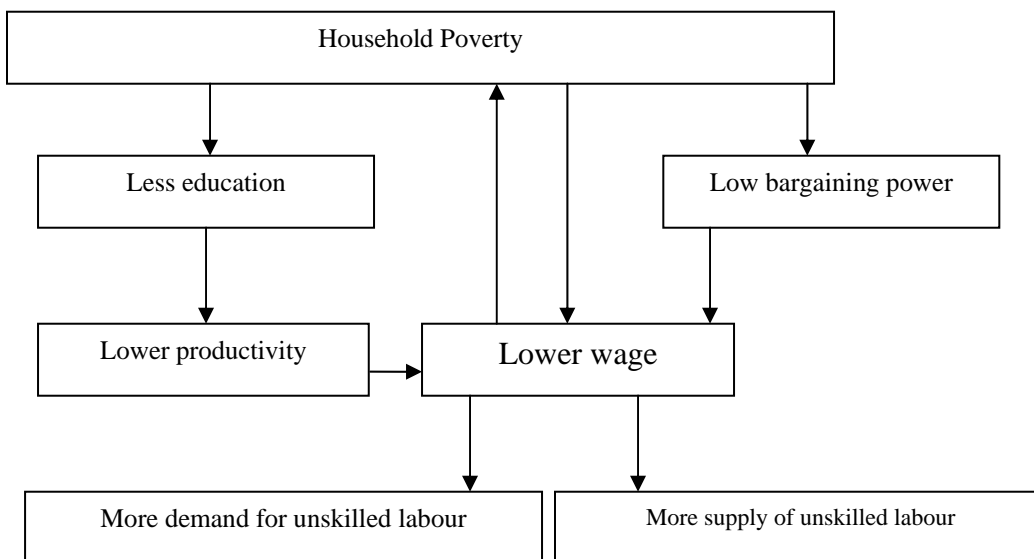 Household Poverty
Less education
Low bargaining power
Lower productivity
Lower wage
More demand for unskilled labour
More supply of unskilled labour